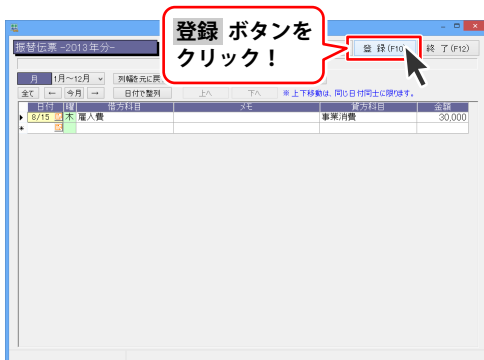 登録 ボタンを
クリック！
振替伝票 −2013年分−
登 録(F10)
終 了(F12)
月 1月～12月
列幅を元に戻
全て ← 今月 → 日付で整列 上へ 下へ ※上下移動は、同じ日付同士に限ります。
日付 曜 借方科目 メモ 貸方科目 金額
8/15 木 雇人費 事業消費 30,000